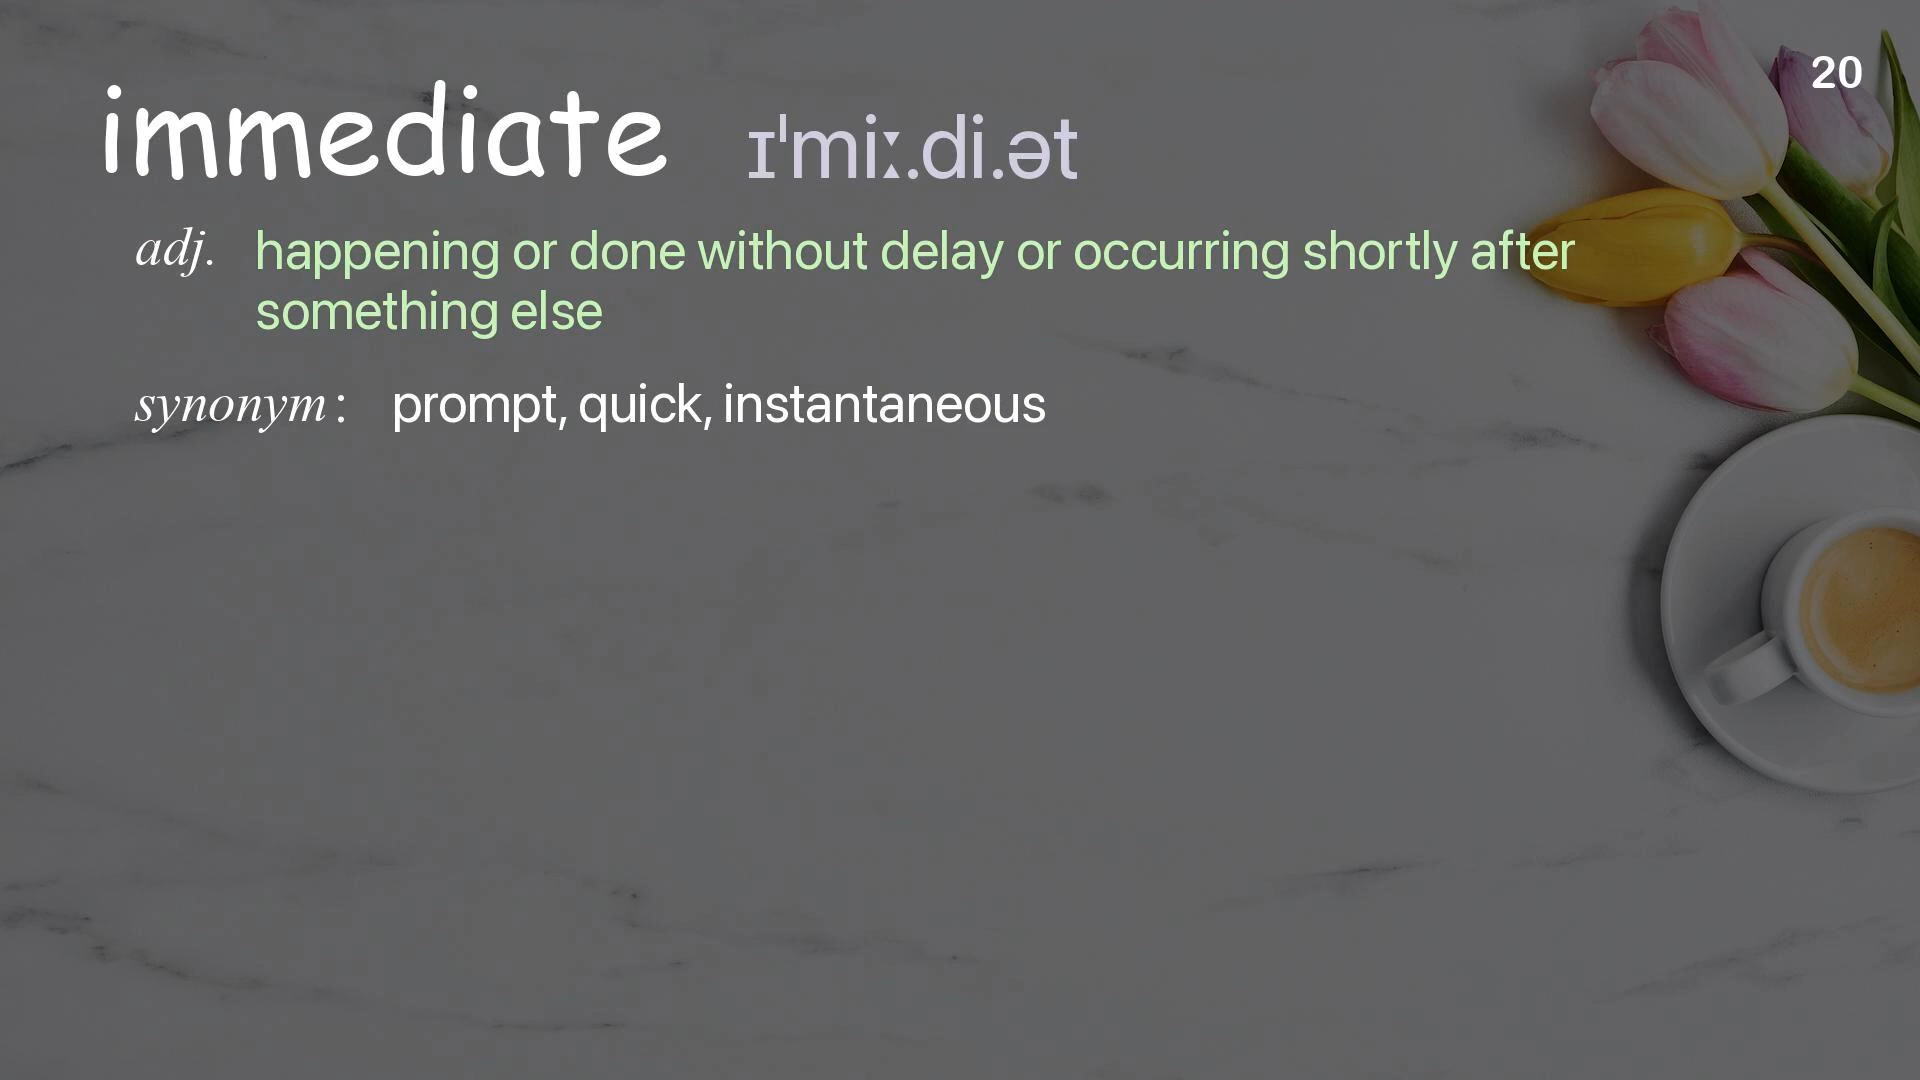 20
immediate ɪˈmiː.di.ət
adj. happening or done without delay or occurring shortly after
something else
synonym: prompt, quick, instantaneous